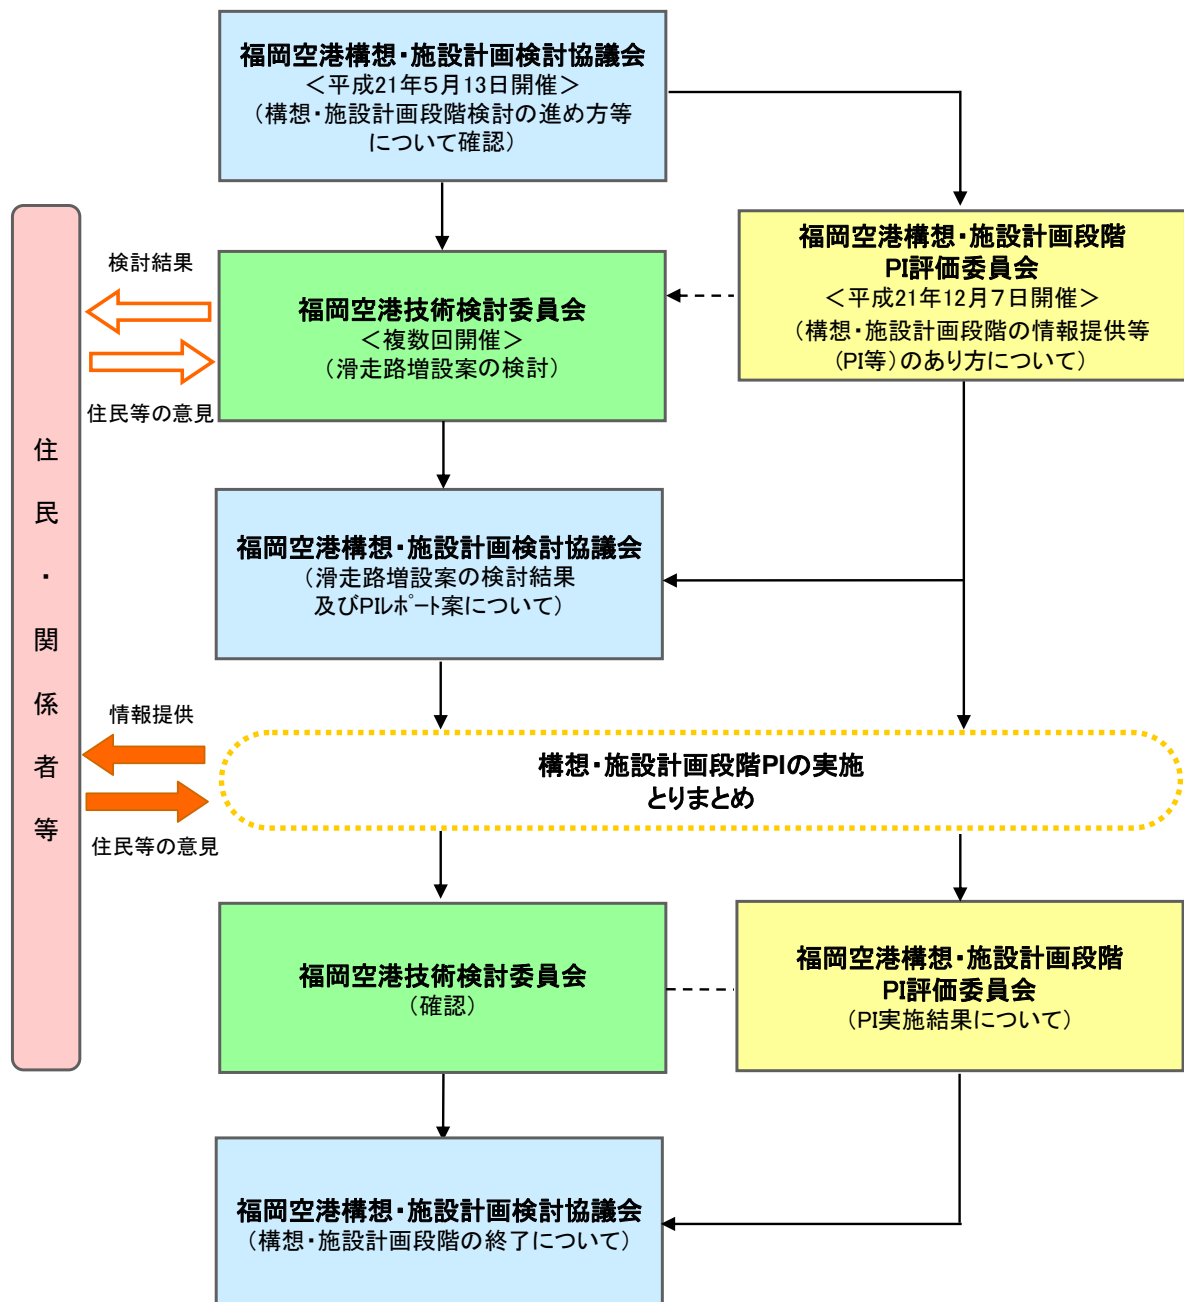 福岡空港構想・施設計画検討協議会
＜平成21年5月13日開催＞
（構想・施設計画段階検討の進め方等
について確認）
福岡空港構想・施設計画段階
PI評価委員会
＜平成21年12月7日開催＞
（構想・施設計画段階の情報提供等
（PI等）のあり方について）
検討結果
住民等の意見
福岡空港技術検討委員会
＜複数回開催＞
（滑走路増設案の検討）
住民・関係者等
福岡空港構想・施設計画検討協議会
（滑走路増設案の検討結果
及びPIﾚﾎﾟｰﾄ案について）
情報提供
住民等の意見
構想・施設計画段階PIの実施
とりまとめ
福岡空港技術検討委員会
（確認）
福岡空港構想・施設計画段階
PI評価委員会
（PI実施結果について）
福岡空港構想・施設計画検討協議会
（構想・施設計画段階の終了について）